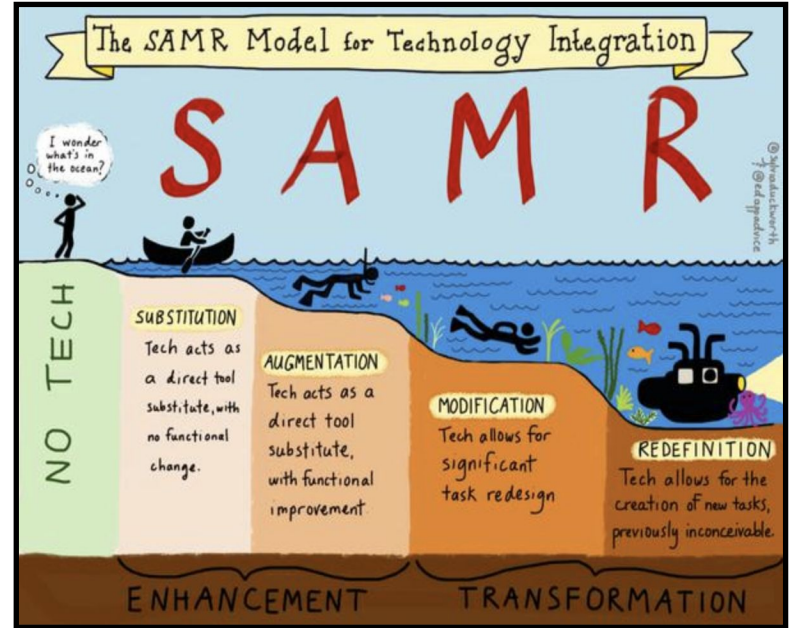 The SAMR Model for Technology Integration
S A M R
I wonder
what's in
the ocean?
@sylviaduckworth
@edappadvice
NO TECH
SUBSTITUTION
Tech acts as
a direct tool
substitute, with
no functional
change.
AUGMENTATION
Tech acts as a
direct tool
substitute,
with functional
improvement
MODIFICATION
Tech allows for
significant
task redesign
REDEFINITION
Tech allows for the
creation of new tasks,
previously inconceivable.
ENHANCEMENT
TRANSFORMATION